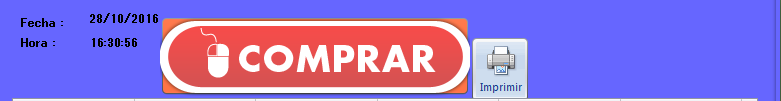 Fecha : 28/10/2016
Hora : 16:30:56
COMPRAR
Imprimir